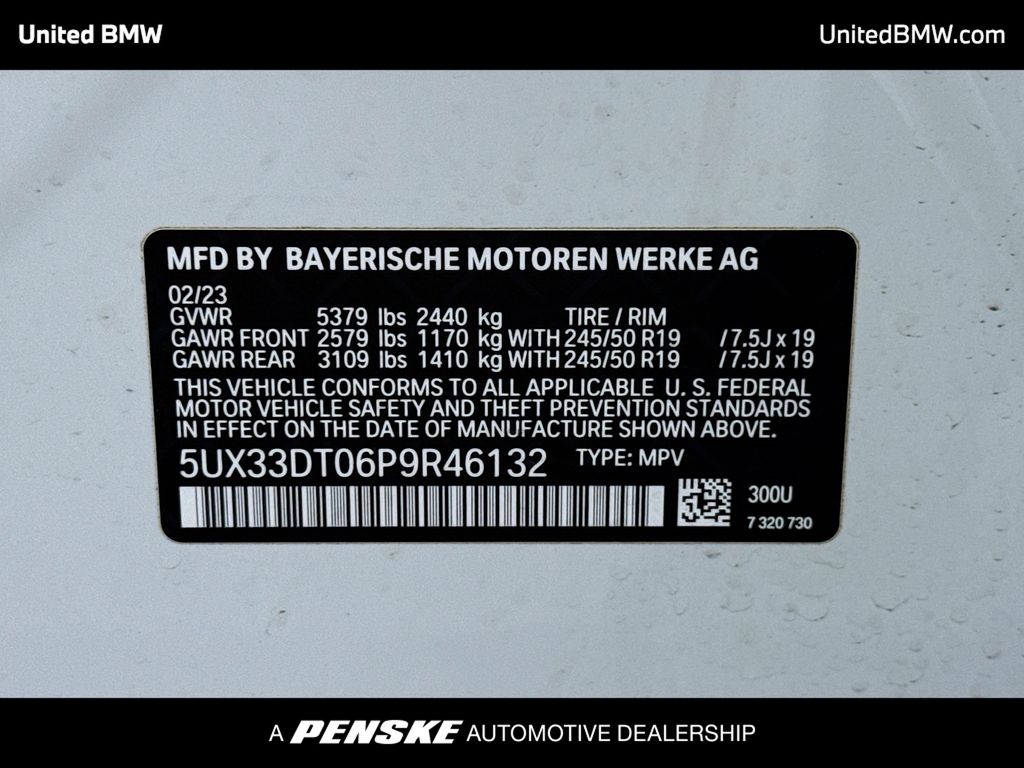 United BMW
UnitedBMW.com
MFD BY BAYERISCHE MOTOREN WERKE AG
02/23
GVWR 5379 lbs 2440 kg TIRE / RIM
GAWR FRONT 2579 lbs 1170 kg WITH 245/50 R19 / 7.5J x 19
GAWR REAR 3109 lbs 1410 kg WITH 245/50 R19 / 7.5J x 19
THIS VEHICLE CONFORMS TO ALL APPLICABLE U. S. FEDERAL
MOTOR VEHICLE SAFETY AND THEFT PREVENTION STANDARDS
IN EFFECT ON THE DATE OF MANUFACTURE SHOWN ABOVE.
5UX33DT06P9R46132 TYPE: MPV
300U
7 320 730
A PENSKE AUTOMOTIVE DEALERSHIP